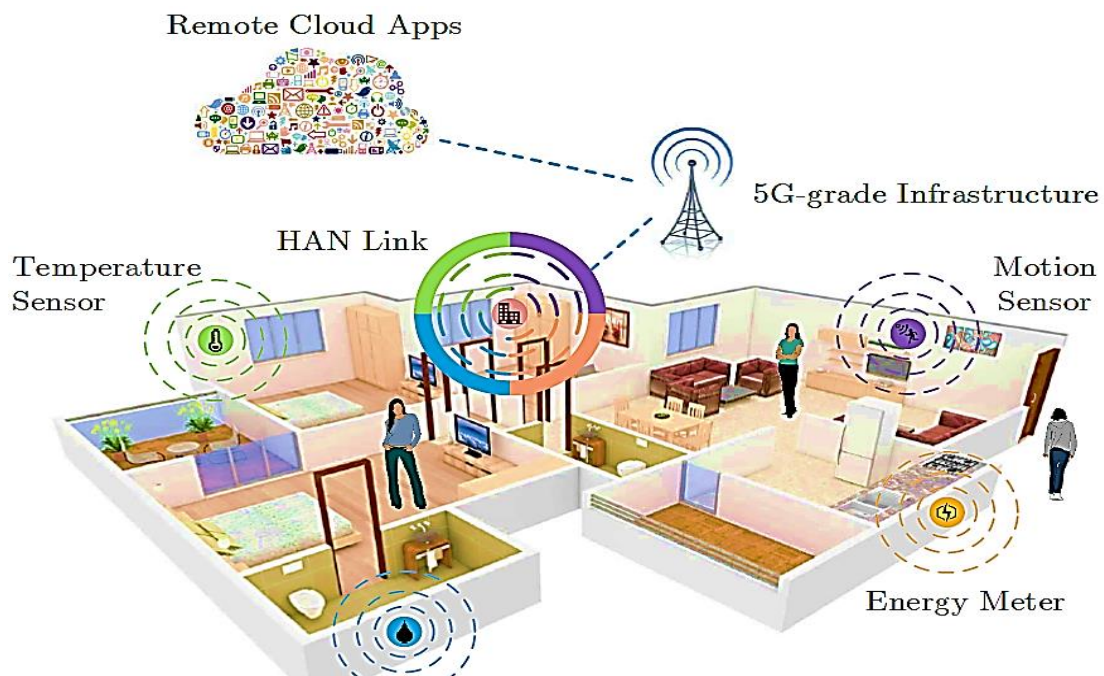 Remote Cloud Apps
5G-grade Infrastructure
HAN Link
Temperature
Sensor
Motion
Sensor
Energy Meter